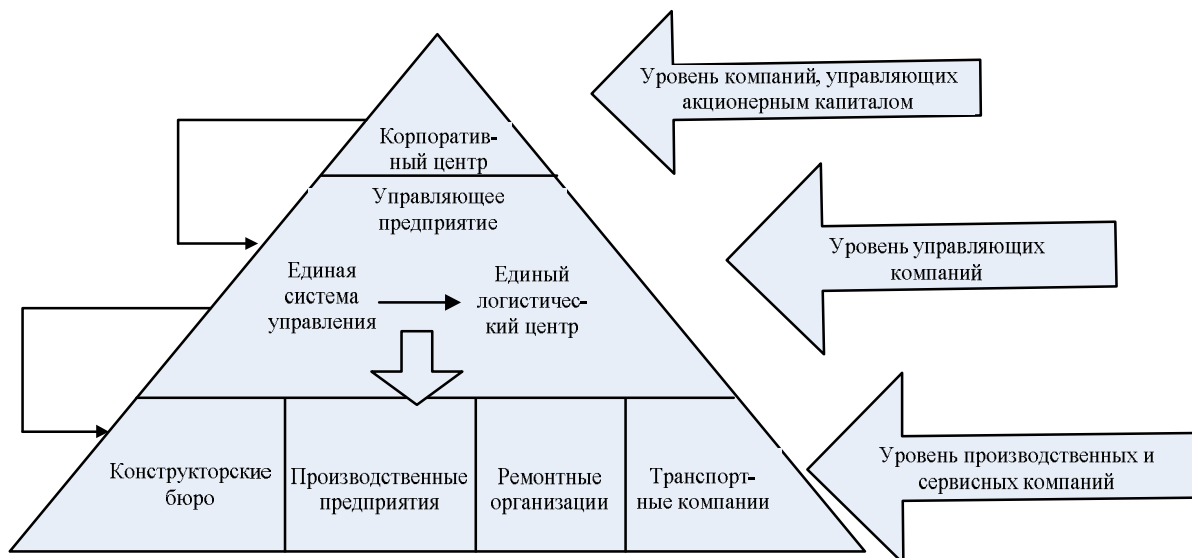 Уровень компаний, управляющих
акционерным капиталом
Корпоратив-
ный центр
Управляющее
предприятие
Уровень управляющих
компаний
Единая
система
управления
Единый
логистичес-
кий центр
Конструкторские
бюро
Производственные
предприятия
Ремонтные
организации
Транспорт-
ные компании
Уровень производственных и
сервисных компаний